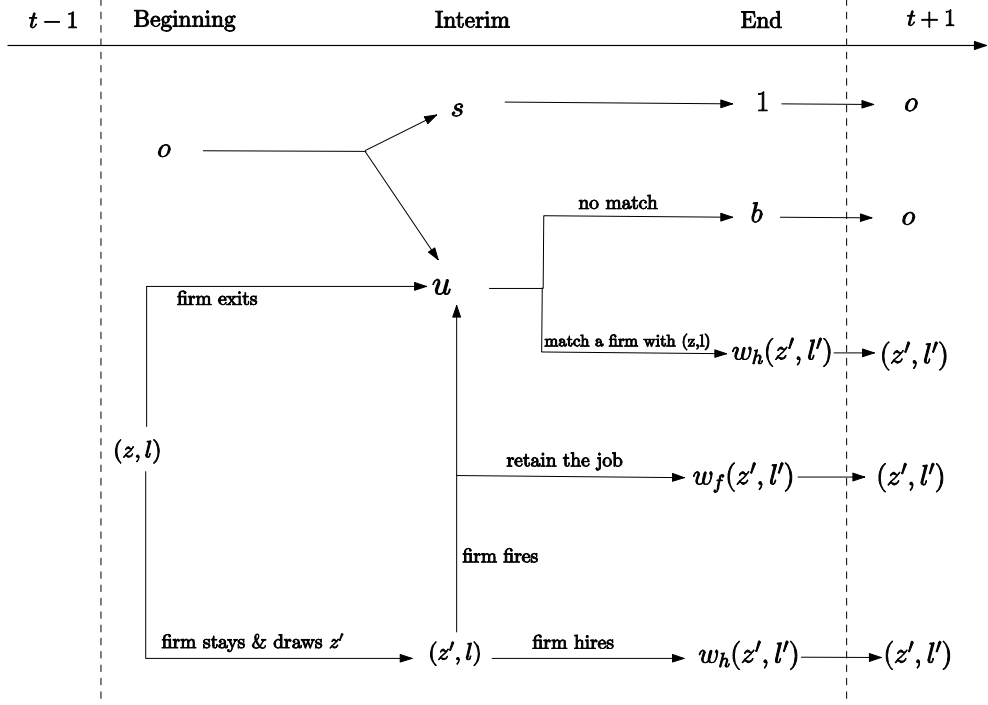 t − 1 Beginning Interim End t + 1
s 1 o
o
no match b o
u
firm exits
match a firm with (z,l) w_h(z′, l′) (z′, l′)
(z, l)
retain the job w_f(z′, l′) (z′, l′)
firm fires
firm stays & draws z′ (z′, l) firm hires w_h(z′, l′) (z′, l′)